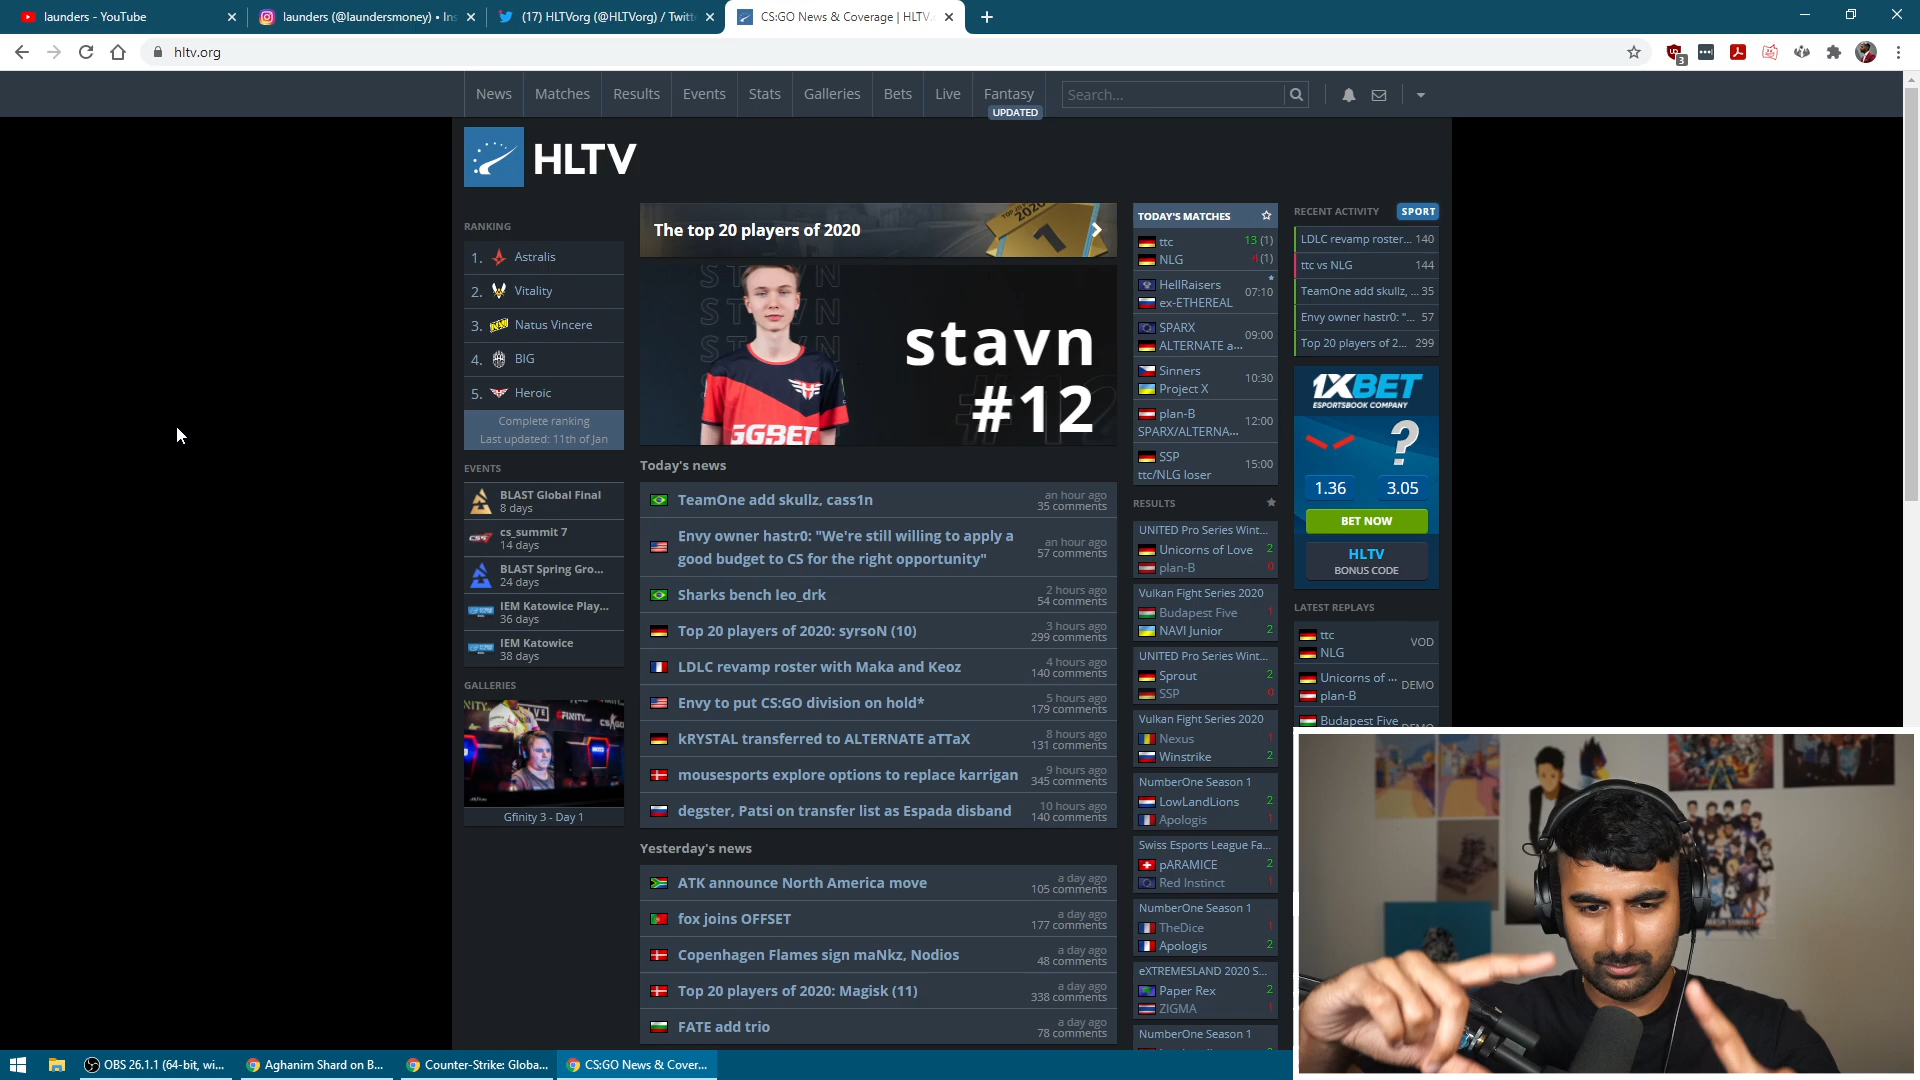 launders - YouTube
launders (@laundersmoney) • Ins
(17) HLTVorg (@HLTVorg) / Twitt
CS:GO News & Coverage | HLTV.
hltv.org
3
News
Matches
Results
Events
Stats
Galleries
Bets
Live
Fantasy
UPDATED
Search...
HLTV
RANKING
1. Astralis
2. Vitality
3. Natus Vincere
4. BIG
5. Heroic
Complete ranking
Last updated: 11th of Jan
EVENTS
BLAST Global Final
8 days
cs_summit 7
14 days
BLAST Spring Gro...
24 days
IEM Katowice Play...
36 days
IEM Katowice
38 days
GALLERIES
Gfinity 3 - Day 1
The top 20 players of 2020
2020
1
STAVN
STAVN
STAVN
GGBET
stavn
#12
Today's news
TeamOne add skullz, cass1n
an hour ago
35 comments
Envy owner hastr0: "We're still willing to apply a
good budget to CS for the right opportunity"
an hour ago
57 comments
Sharks bench leo_drk
2 hours ago
54 comments
Top 20 players of 2020: syrsoN (10)
3 hours ago
299 comments
LDLC revamp roster with Maka and Keoz
4 hours ago
140 comments
Envy to put CS:GO division on hold*
5 hours ago
179 comments
kRYSTAL transferred to ALTERNATE aTTaX
8 hours ago
131 comments
mousesports explore options to replace karrigan
9 hours ago
345 comments
degster, Patsi on transfer list as Espada disband
10 hours ago
140 comments
Yesterday's news
ATK announce North America move
a day ago
105 comments
fox joins OFFSET
a day ago
177 comments
Copenhagen Flames sign maNkz, Nodios
a day ago
48 comments
Top 20 players of 2020: Magisk (11)
a day ago
338 comments
FATE add trio
a day ago
78 comments
TODAY'S MATCHES
ttc 13 (1)
NLG 4 (1)
HellRaisers
ex-ETHEREAL
07:10
SPARX
ALTERNATE a...
09:00
Sinners
Project X
10:30
plan-B
SPARX/ALTERNA...
12:00
SSP
ttc/NLG loser
15:00
RESULTS
UNITED Pro Series Wint...
Unicorns of Love 2
plan-B 0
Vulkan Fight Series 2020
Budapest Five 1
NAVI Junior 2
UNITED Pro Series Wint...
Sprout 2
SSP 0
Vulkan Fight Series 2020
Nexus 1
Winstrike 2
NumberOne Season 1
LowLandLions 2
Apologis 1
Swiss Esports League Fa...
pARAMICE 2
Red Instinct 1
NumberOne Season 1
TheDice 1
Apologis 2
eXTREMESLAND 2020 S...
Paper Rex 2
ZIGMA 1
NumberOne Season 1
RECENT ACTIVITY
SPORT
LDLC revamp roster... 140
ttc vs NLG 144
TeamOne add skullz, ... 35
Envy owner hastr0: "... 57
Top 20 players of 2... 299
1XBET
ESPORTSBOOK COMPANY
?
1.36
3.05
BET NOW
HLTV
BONUS CODE
LATEST REPLAYS
ttc
NLG
VOD
Unicorns of ...
plan-B
DEMO
Budapest Five
DEMO
OBS 26.1.1 (64-bit, wi...
Aghanim Shard on B...
Counter-Strike: Globa...
CS:GO News & Cover...